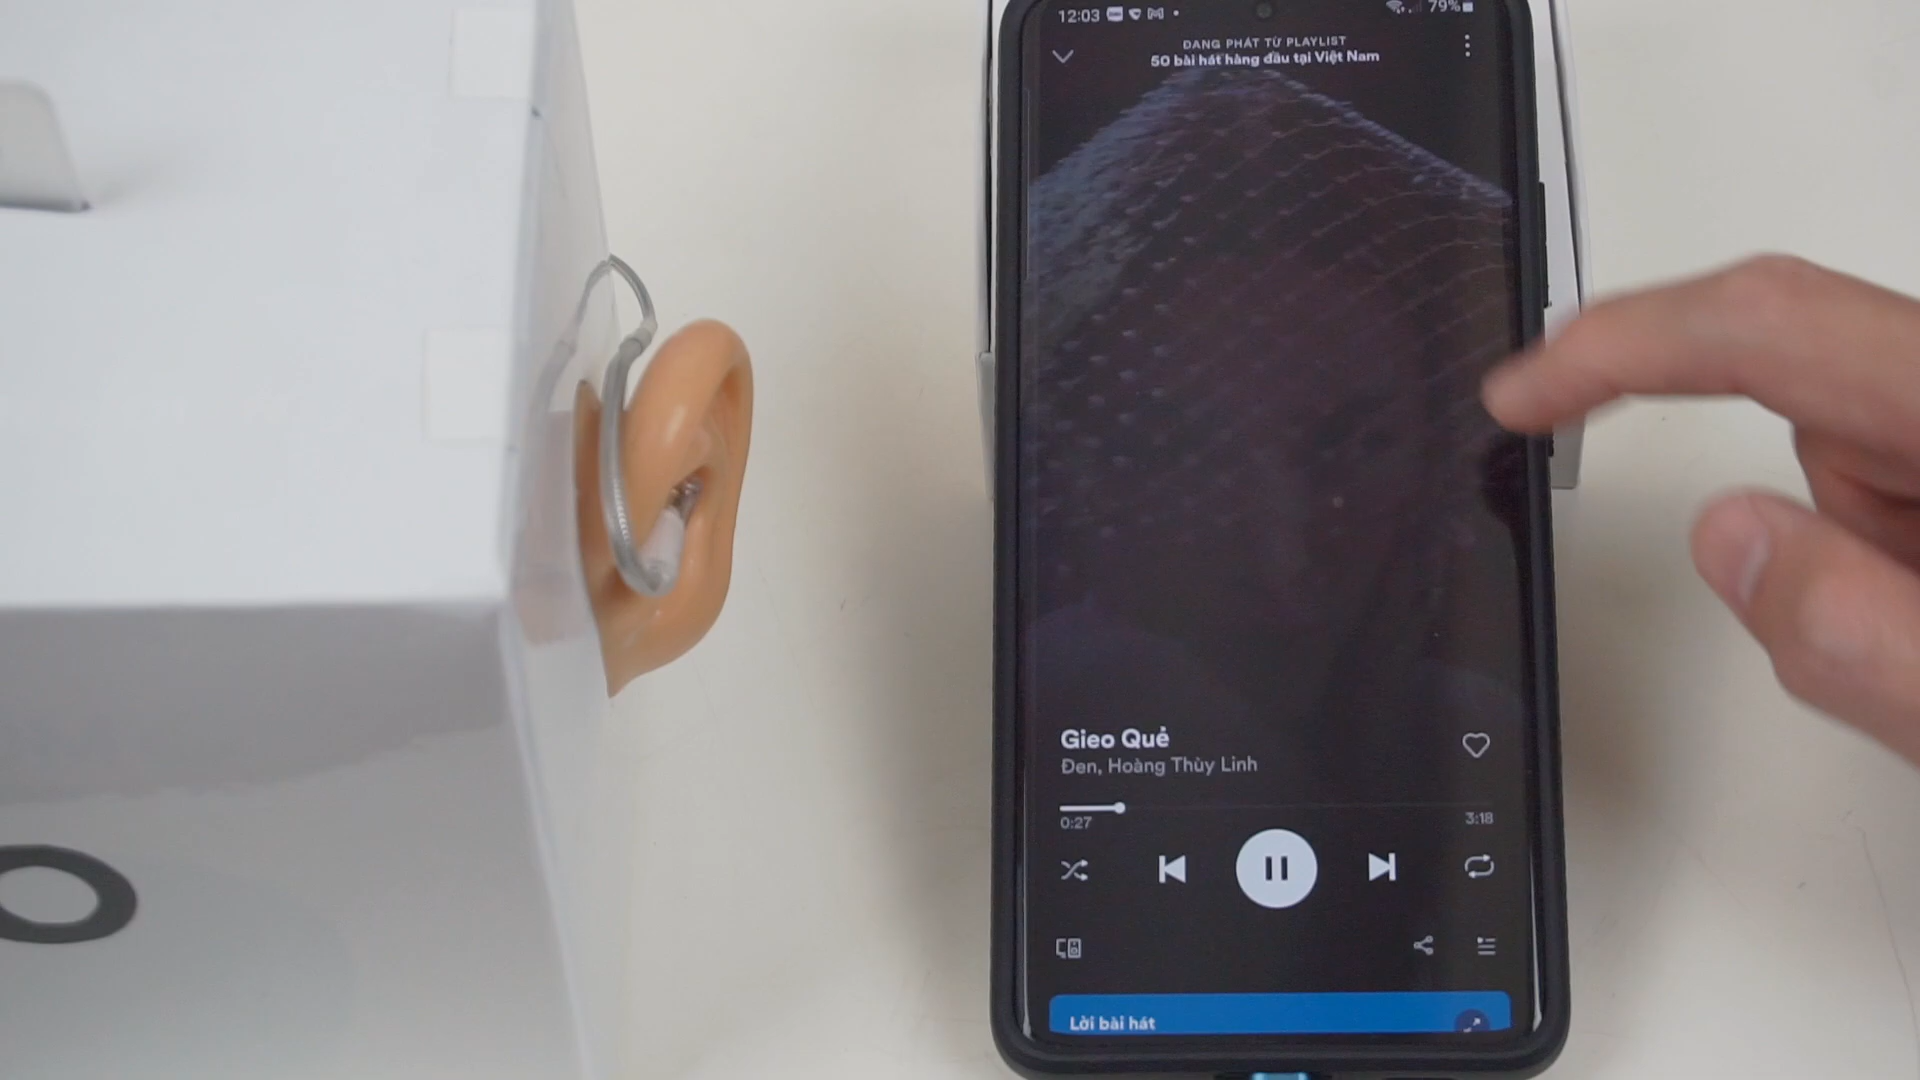 12:03
79%
ĐANG PHÁT TỪ PLAYLIST
50 bài hát hàng đầu tại Việt Nam
Gieo Quẻ
Đen, Hoàng Thùy Linh
0:27
3:18
Lời bài hát